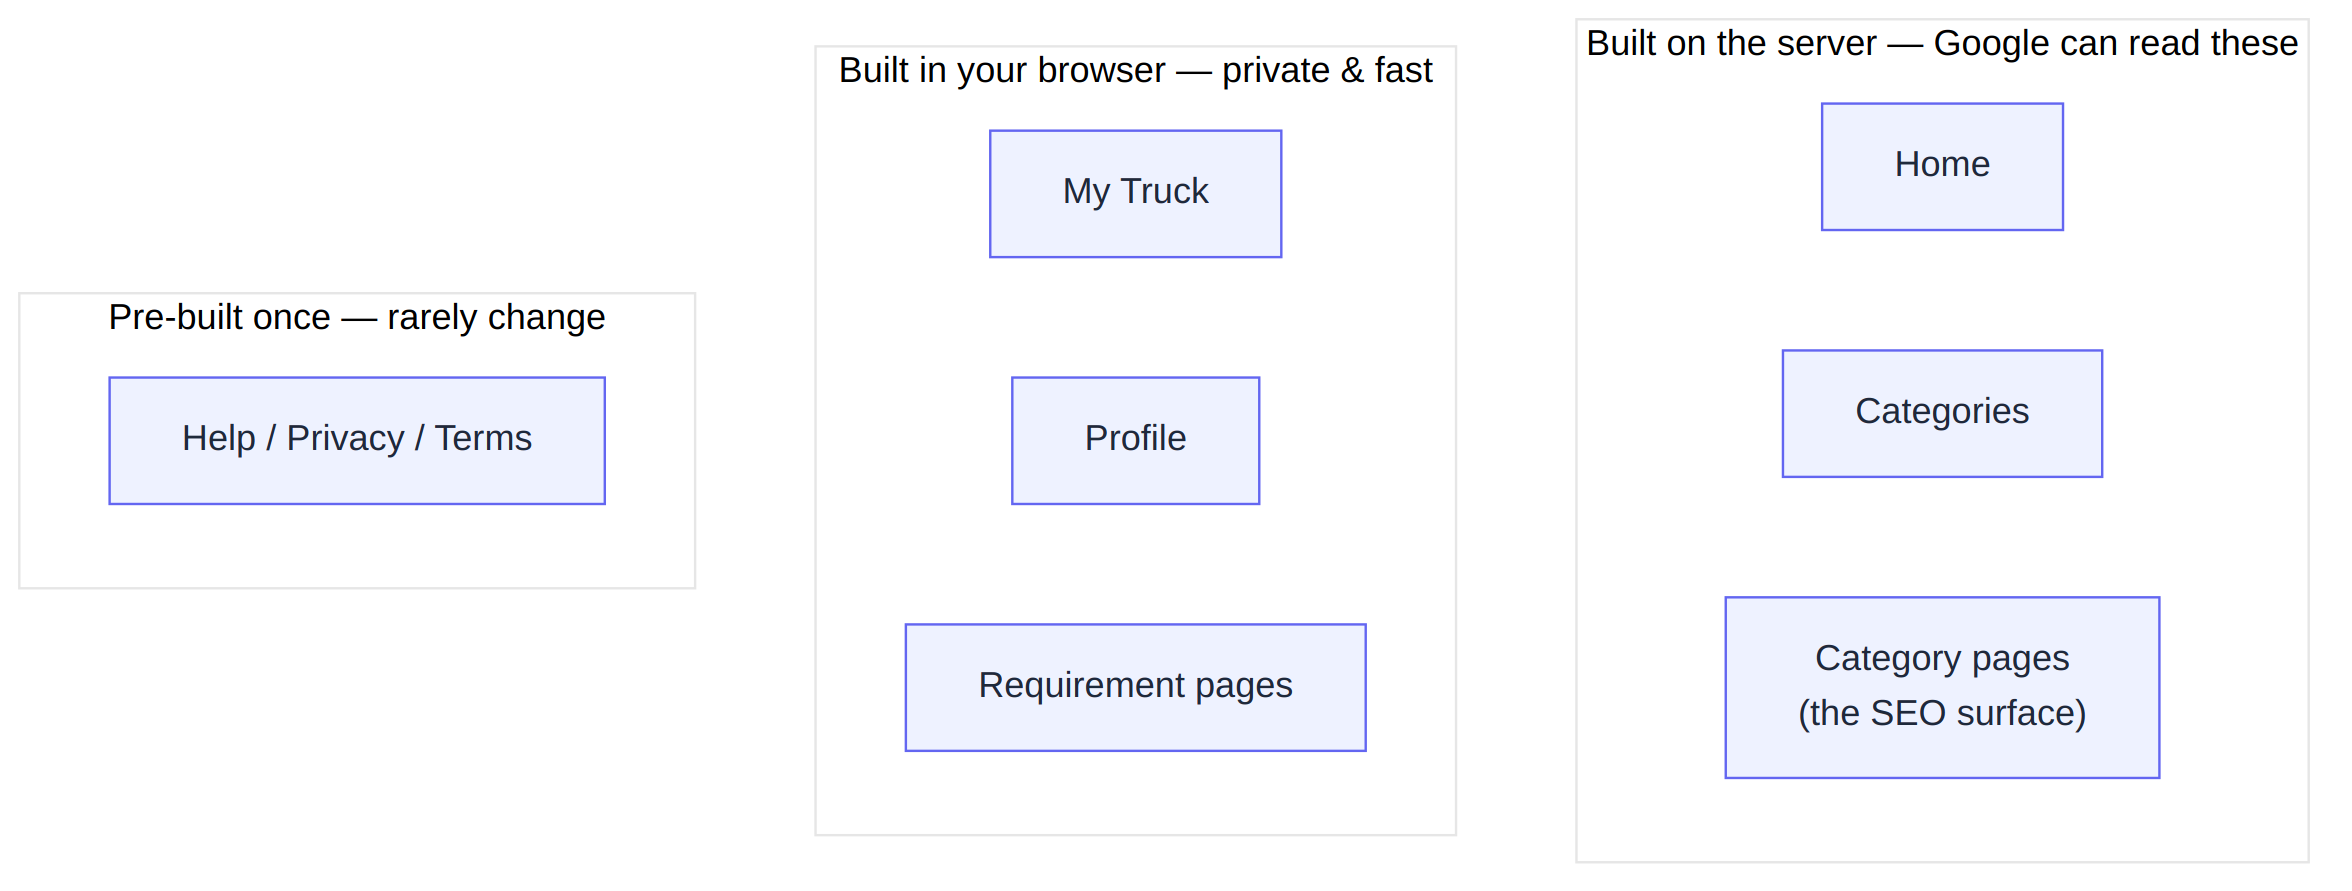 Pre-built once — rarely change
Help / Privacy / Terms
Built in your browser — private & fast
My Truck
Profile
Requirement pages
Built on the server — Google can read these
Home
Categories
Category pages
(the SEO surface)